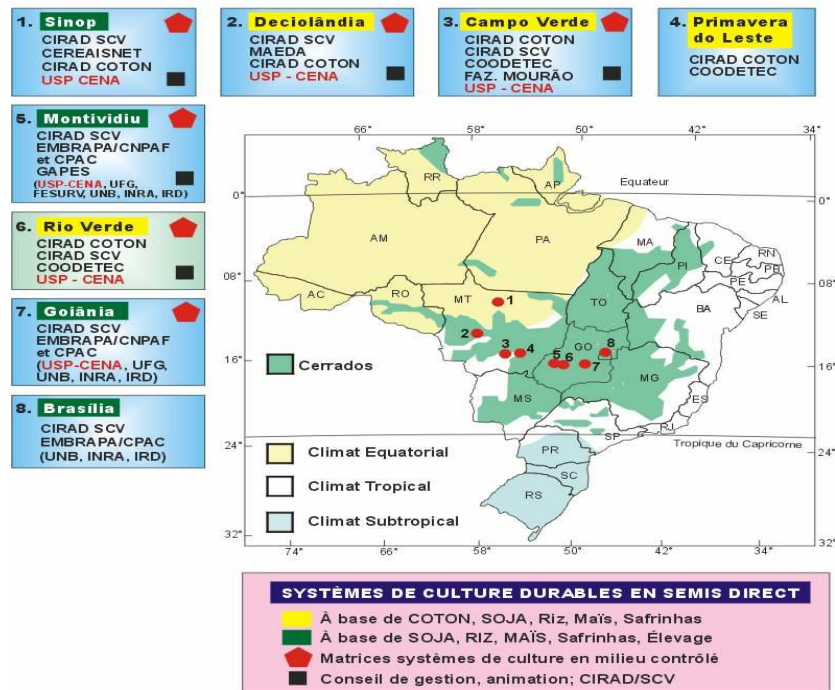 1. Sinop
CIRAD SCV
CEREAISNET
CIRAD COTON
USP CENA
2. Deciolândia
CIRAD SCV
MAEDA
CIRAD COTON
USP - CENA
3. Campo Verde
CIRAD COTON
CIRAD SCV
COODETEC
FAZ. MOURÃO
USP - CENA
4. Primavera
do Leste
CIRAD COTON
COODETEC
5. Montividiu
CIRAD SCV
EMBRAPA/CNPAF
et CPAC
GAPES
(USP-CENA, UFG,
FESURV, UNB, INRA, IRD)
6. Rio Verde
CIRAD COTON
CIRAD SCV
COODETEC
USP - CENA
7. Goiânia
CIRAD SCV
EMBRAPA/CNPAF
et CPAC
(USP-CENA, UFG,
UNB, INRA, IRD)
8. Brasília
CIRAD SCV
EMBRAPA/CPAC
(UNB, INRA, IRD)
66° 58° 50° 42° 34°
RR AP Equateur
0° 0°
AM PA MA CE RN
PI PB
PE
08° 08°
AC RO MT 1 TO AL
BA SE
2
3 4 5 6 GO 7 8
16° 16°
Cerrados
MS MG ES
RJ
SP Tropique du Capricorne
24° 24°
Climat Equatorial
PR
Climat Tropical
SC
RS
Climat Subtropical
32° 32°
74° 66° 58° 50° 42° 34°
SYSTÈMES DE CULTURE DURABLES EN SEMIS DIRECT
À base de COTON, SOJA, Riz, Maïs, Safrinhas
À base de SOJA, RIZ, MAÏS, Safrinhas, Élevage
Matrices systèmes de culture en milieu contrôlé
Conseil de gestion, animation; CIRAD/SCV